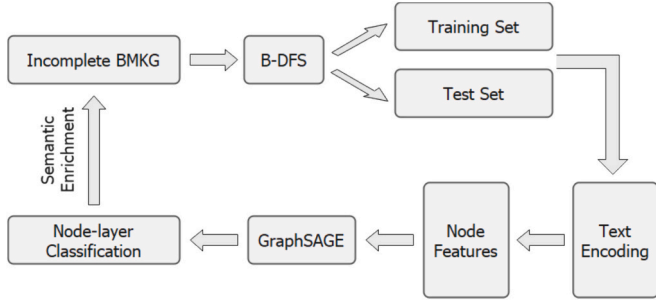 Incomplete BMKG
B-DFS
Training Set
Test Set
Text
Encoding
Node
Features
GraphSAGE
Node-layer
Classification
Semantic
Enrichment